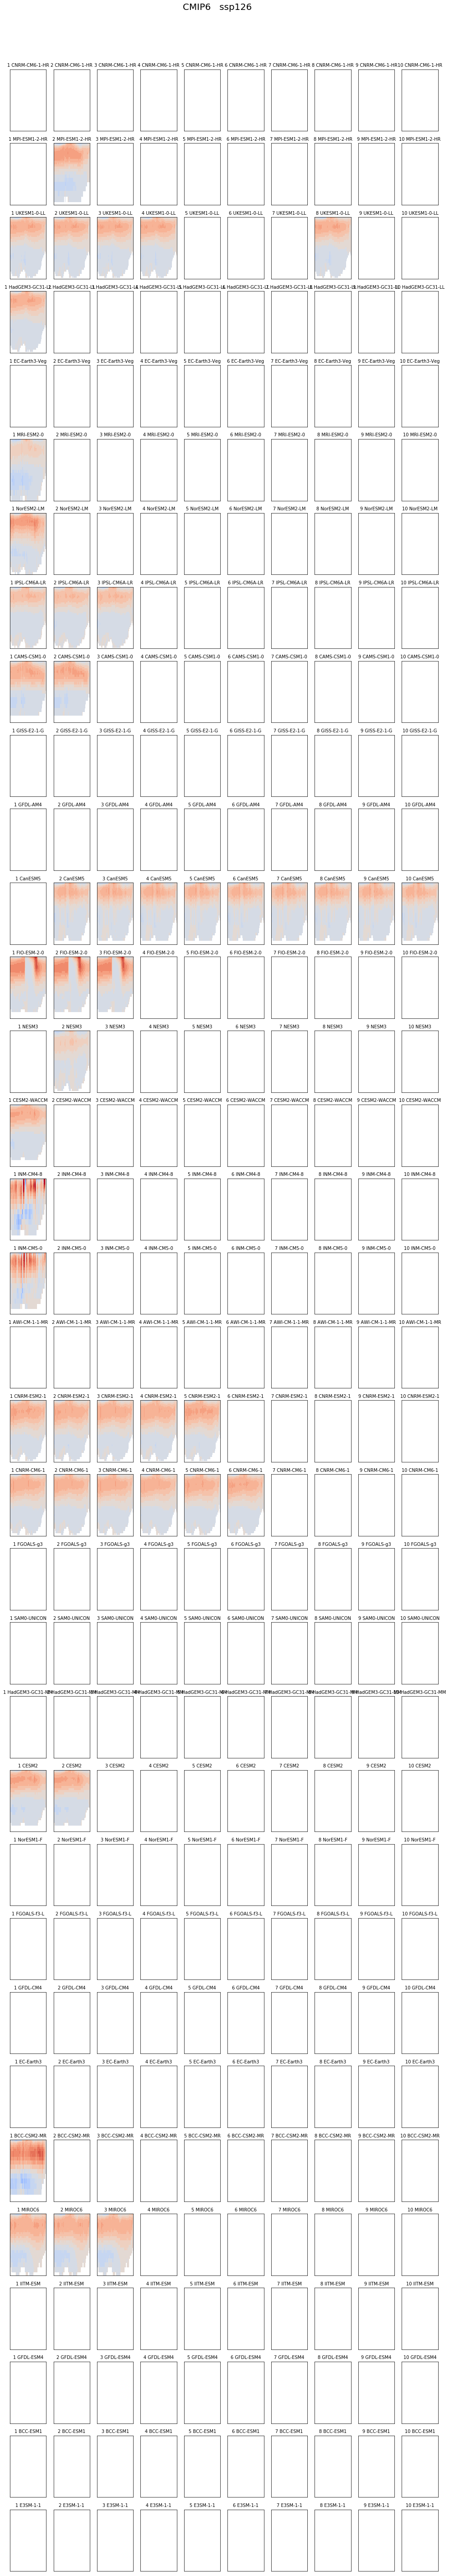 CMIP6   ssp126
1 CNRM-CM6-1-HR 2 CNRM-CM6-1-HR 3 CNRM-CM6-1-HR 4 CNRM-CM6-1-HR 5 CNRM-CM6-1-HR 6 CNRM-CM6-1-HR 7 CNRM-CM6-1-HR 8 CNRM-CM6-1-HR 9 CNRM-CM6-1-HR 10 CNRM-CM6-1-HR
1 MPI-ESM1-2-HR 2 MPI-ESM1-2-HR 3 MPI-ESM1-2-HR 4 MPI-ESM1-2-HR 5 MPI-ESM1-2-HR 6 MPI-ESM1-2-HR 7 MPI-ESM1-2-HR 8 MPI-ESM1-2-HR 9 MPI-ESM1-2-HR 10 MPI-ESM1-2-HR
1 UKESM1-0-LL 2 UKESM1-0-LL 3 UKESM1-0-LL 4 UKESM1-0-LL 5 UKESM1-0-LL 6 UKESM1-0-LL 7 UKESM1-0-LL 8 UKESM1-0-LL 9 UKESM1-0-LL 10 UKESM1-0-LL
1 HadGEM3-GC31-LL HadGEM3-GC31-LL HadGEM3-GC31-LL HadGEM3-GC31-LL HadGEM3-GC31-LL HadGEM3-GC31-LL HadGEM3-GC31-LL HadGEM3-GC31-LL HadGEM3-GC31-LL HadGEM3-GC31-LL
1 EC-Earth3-Veg 2 EC-Earth3-Veg 3 EC-Earth3-Veg 4 EC-Earth3-Veg 5 EC-Earth3-Veg 6 EC-Earth3-Veg 7 EC-Earth3-Veg 8 EC-Earth3-Veg 9 EC-Earth3-Veg 10 EC-Earth3-Veg
1 MRI-ESM2-0 2 MRI-ESM2-0 3 MRI-ESM2-0 4 MRI-ESM2-0 5 MRI-ESM2-0 6 MRI-ESM2-0 7 MRI-ESM2-0 8 MRI-ESM2-0 9 MRI-ESM2-0 10 MRI-ESM2-0
1 NorESM2-LM 2 NorESM2-LM 3 NorESM2-LM 4 NorESM2-LM 5 NorESM2-LM 6 NorESM2-LM 7 NorESM2-LM 8 NorESM2-LM 9 NorESM2-LM 10 NorESM2-LM
1 IPSL-CM6A-LR 2 IPSL-CM6A-LR 3 IPSL-CM6A-LR 4 IPSL-CM6A-LR 5 IPSL-CM6A-LR 6 IPSL-CM6A-LR 7 IPSL-CM6A-LR 8 IPSL-CM6A-LR 9 IPSL-CM6A-LR 10 IPSL-CM6A-LR
1 CAMS-CSM1-0 2 CAMS-CSM1-0 3 CAMS-CSM1-0 4 CAMS-CSM1-0 5 CAMS-CSM1-0 6 CAMS-CSM1-0 7 CAMS-CSM1-0 8 CAMS-CSM1-0 9 CAMS-CSM1-0 10 CAMS-CSM1-0
1 GISS-E2-1-G 2 GISS-E2-1-G 3 GISS-E2-1-G 4 GISS-E2-1-G 5 GISS-E2-1-G 6 GISS-E2-1-G 7 GISS-E2-1-G 8 GISS-E2-1-G 9 GISS-E2-1-G 10 GISS-E2-1-G
1 GFDL-AM4 2 GFDL-AM4 3 GFDL-AM4 4 GFDL-AM4 5 GFDL-AM4 6 GFDL-AM4 7 GFDL-AM4 8 GFDL-AM4 9 GFDL-AM4 10 GFDL-AM4
1 CanESM5 2 CanESM5 3 CanESM5 4 CanESM5 5 CanESM5 6 CanESM5 7 CanESM5 8 CanESM5 9 CanESM5 10 CanESM5
1 FIO-ESM-2-0 2 FIO-ESM-2-0 3 FIO-ESM-2-0 4 FIO-ESM-2-0 5 FIO-ESM-2-0 6 FIO-ESM-2-0 7 FIO-ESM-2-0 8 FIO-ESM-2-0 9 FIO-ESM-2-0 10 FIO-ESM-2-0
1 NESM3 2 NESM3 3 NESM3 4 NESM3 5 NESM3 6 NESM3 7 NESM3 8 NESM3 9 NESM3 10 NESM3
1 CESM2-WACCM 2 CESM2-WACCM 3 CESM2-WACCM 4 CESM2-WACCM 5 CESM2-WACCM 6 CESM2-WACCM 7 CESM2-WACCM 8 CESM2-WACCM 9 CESM2-WACCM 10 CESM2-WACCM
1 INM-CM4-8 2 INM-CM4-8 3 INM-CM4-8 4 INM-CM4-8 5 INM-CM4-8 6 INM-CM4-8 7 INM-CM4-8 8 INM-CM4-8 9 INM-CM4-8 10 INM-CM4-8
1 INM-CM5-0 2 INM-CM5-0 3 INM-CM5-0 4 INM-CM5-0 5 INM-CM5-0 6 INM-CM5-0 7 INM-CM5-0 8 INM-CM5-0 9 INM-CM5-0 10 INM-CM5-0
1 AWI-CM-1-1-MR 2 AWI-CM-1-1-MR 3 AWI-CM-1-1-MR 4 AWI-CM-1-1-MR 5 AWI-CM-1-1-MR 6 AWI-CM-1-1-MR 7 AWI-CM-1-1-MR 8 AWI-CM-1-1-MR 9 AWI-CM-1-1-MR 10 AWI-CM-1-1-MR
1 CNRM-ESM2-1 2 CNRM-ESM2-1 3 CNRM-ESM2-1 4 CNRM-ESM2-1 5 CNRM-ESM2-1 6 CNRM-ESM2-1 7 CNRM-ESM2-1 8 CNRM-ESM2-1 9 CNRM-ESM2-1 10 CNRM-ESM2-1
1 CNRM-CM6-1 2 CNRM-CM6-1 3 CNRM-CM6-1 4 CNRM-CM6-1 5 CNRM-CM6-1 6 CNRM-CM6-1 7 CNRM-CM6-1 8 CNRM-CM6-1 9 CNRM-CM6-1 10 CNRM-CM6-1
1 FGOALS-g3 2 FGOALS-g3 3 FGOALS-g3 4 FGOALS-g3 5 FGOALS-g3 6 FGOALS-g3 7 FGOALS-g3 8 FGOALS-g3 9 FGOALS-g3 10 FGOALS-g3
1 SAM0-UNICON 2 SAM0-UNICON 3 SAM0-UNICON 4 SAM0-UNICON 5 SAM0-UNICON 6 SAM0-UNICON 7 SAM0-UNICON 8 SAM0-UNICON 9 SAM0-UNICON 10 SAM0-UNICON
1 HadGEM3-GC31-MM HadGEM3-GC31-MM HadGEM3-GC31-MM HadGEM3-GC31-MM HadGEM3-GC31-MM HadGEM3-GC31-MM HadGEM3-GC31-MM HadGEM3-GC31-MM HadGEM3-GC31-MM HadGEM3-GC31-MM
1 CESM2 2 CESM2 3 CESM2 4 CESM2 5 CESM2 6 CESM2 7 CESM2 8 CESM2 9 CESM2 10 CESM2
1 NorESM1-F 2 NorESM1-F 3 NorESM1-F 4 NorESM1-F 5 NorESM1-F 6 NorESM1-F 7 NorESM1-F 8 NorESM1-F 9 NorESM1-F 10 NorESM1-F
1 FGOALS-f3-L 2 FGOALS-f3-L 3 FGOALS-f3-L 4 FGOALS-f3-L 5 FGOALS-f3-L 6 FGOALS-f3-L 7 FGOALS-f3-L 8 FGOALS-f3-L 9 FGOALS-f3-L 10 FGOALS-f3-L
1 GFDL-CM4 2 GFDL-CM4 3 GFDL-CM4 4 GFDL-CM4 5 GFDL-CM4 6 GFDL-CM4 7 GFDL-CM4 8 GFDL-CM4 9 GFDL-CM4 10 GFDL-CM4
1 EC-Earth3 2 EC-Earth3 3 EC-Earth3 4 EC-Earth3 5 EC-Earth3 6 EC-Earth3 7 EC-Earth3 8 EC-Earth3 9 EC-Earth3 10 EC-Earth3
1 BCC-CSM2-MR 2 BCC-CSM2-MR 3 BCC-CSM2-MR 4 BCC-CSM2-MR 5 BCC-CSM2-MR 6 BCC-CSM2-MR 7 BCC-CSM2-MR 8 BCC-CSM2-MR 9 BCC-CSM2-MR 10 BCC-CSM2-MR
1 MIROC6 2 MIROC6 3 MIROC6 4 MIROC6 5 MIROC6 6 MIROC6 7 MIROC6 8 MIROC6 9 MIROC6 10 MIROC6
1 IITM-ESM 2 IITM-ESM 3 IITM-ESM 4 IITM-ESM 5 IITM-ESM 6 IITM-ESM 7 IITM-ESM 8 IITM-ESM 9 IITM-ESM 10 IITM-ESM
1 GFDL-ESM4 2 GFDL-ESM4 3 GFDL-ESM4 4 GFDL-ESM4 5 GFDL-ESM4 6 GFDL-ESM4 7 GFDL-ESM4 8 GFDL-ESM4 9 GFDL-ESM4 10 GFDL-ESM4
1 BCC-ESM1 2 BCC-ESM1 3 BCC-ESM1 4 BCC-ESM1 5 BCC-ESM1 6 BCC-ESM1 7 BCC-ESM1 8 BCC-ESM1 9 BCC-ESM1 10 BCC-ESM1
1 E3SM-1-1 2 E3SM-1-1 3 E3SM-1-1 4 E3SM-1-1 5 E3SM-1-1 6 E3SM-1-1 7 E3SM-1-1 8 E3SM-1-1 9 E3SM-1-1 10 E3SM-1-1